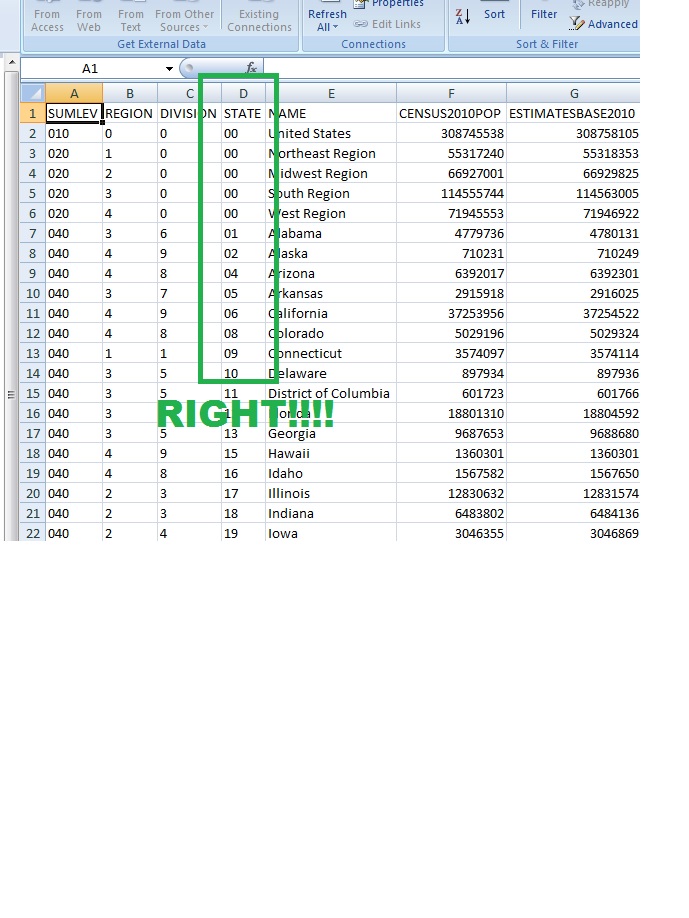 Properties Reapply
From From From From Other Existing Refresh Sort Filter
Access Web Text Sources Connections All Edit Links Advanced
Get External Data Connections Sort & Filter
A1 fx
A B C D E F G
1 SUMLEV REGION DIVISION STATE NAME CENSUS2010POP ESTIMATESBASE2010
2 010 0 0 00 United States 308745538 308758105
3 020 1 0 00 Northeast Region 55317240 55318353
4 020 2 0 00 Midwest Region 66927001 66929825
5 020 3 0 00 South Region 114555744 114563005
6 020 4 0 00 West Region 71945553 71946922
7 040 3 6 01 Alabama 4779736 4780131
8 040 4 9 02 Alaska 710231 710249
9 040 4 8 04 Arizona 6392017 6392301
10 040 3 7 05 Arkansas 2915918 2916025
11 040 4 9 06 California 37253956 37254522
12 040 4 8 08 Colorado 5029196 5029324
13 040 1 1 09 Connecticut 3574097 3574114
14 040 3 5 10 Delaware 897934 897936
15 040 3 5 11 District of Columbia 601723 601766
RIGHT!!!!
16 040 3 Florida 18801310 18804592
17 040 3 5 13 Georgia 9687653 9688680
18 040 4 9 15 Hawaii 1360301 1360301
19 040 4 8 16 Idaho 1567582 1567650
20 040 2 3 17 Illinois 12830632 12831574
21 040 2 3 18 Indiana 6483802 6484136
22 040 2 4 19 Iowa 3046355 3046869